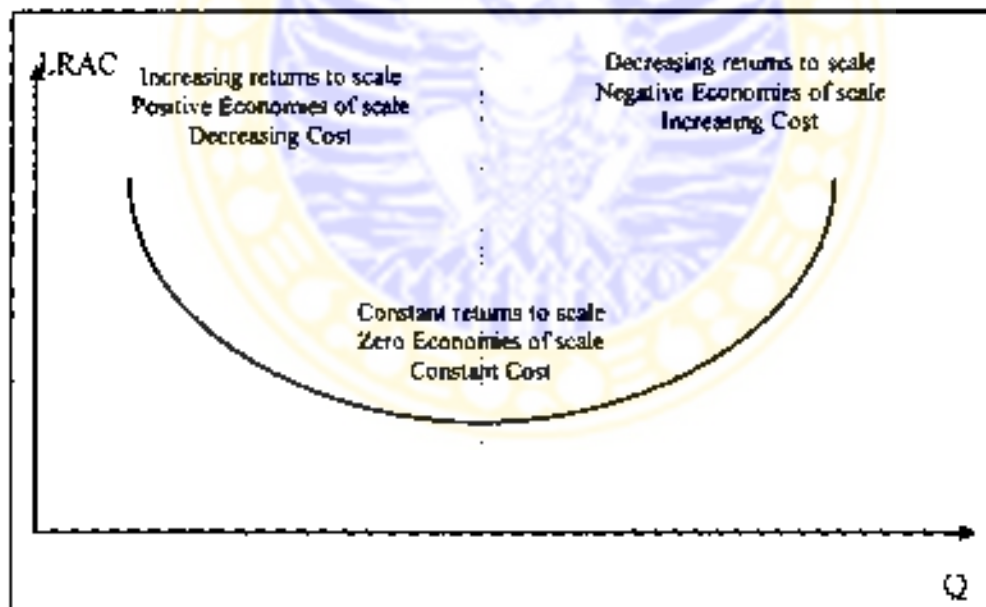 LRAC
Increasing returns to scale
Positive Economies of scale
Decreasing Cost
Decreasing returns to scale
Negative Economies of scale
Increasing Cost
Constant returns to scale
Zero Economies of scale
Constant Cost
Q